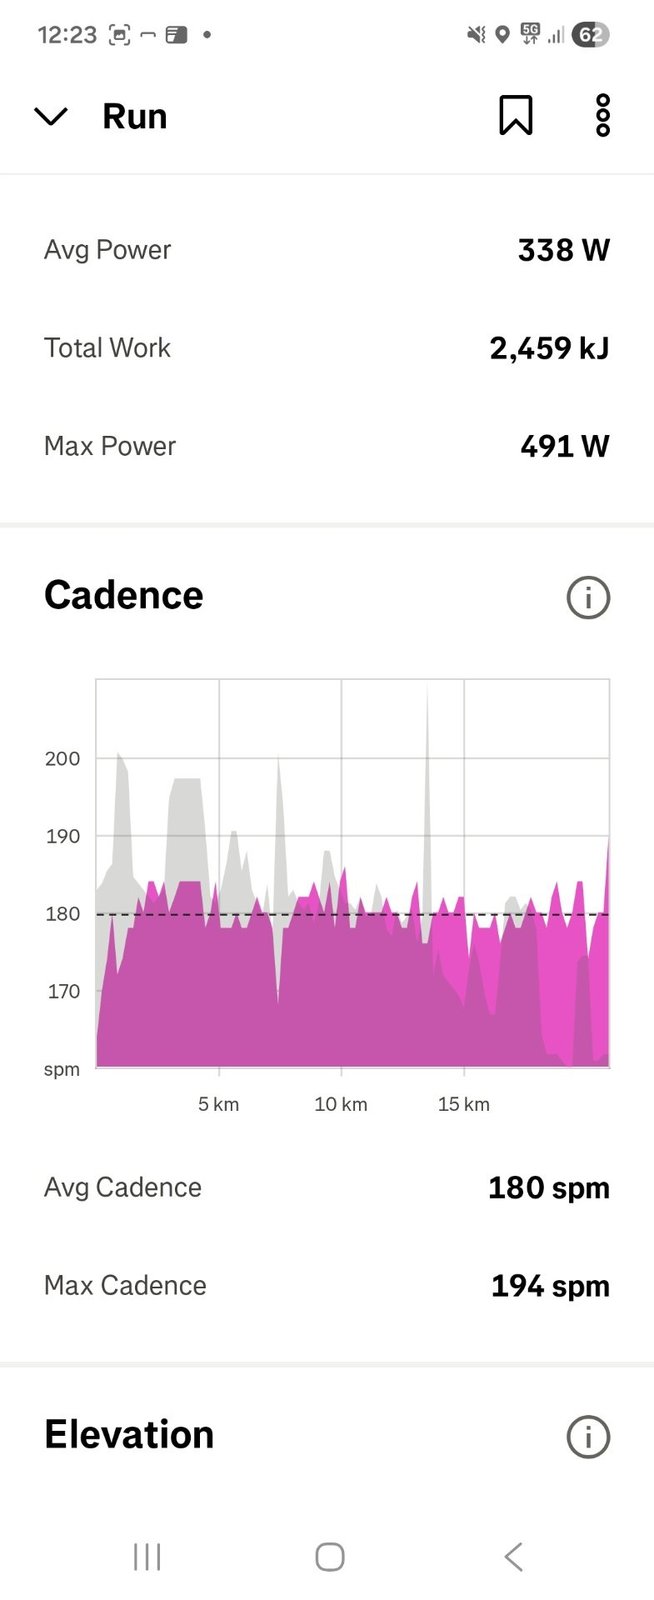 12:23
5G
62
Run
Avg Power 338 W
Total Work 2,459 kJ
Max Power 491 W
Cadence
i
200
190
180
170
spm
5 km 10 km 15 km
Avg Cadence 180 spm
Max Cadence 194 spm
Elevation
i